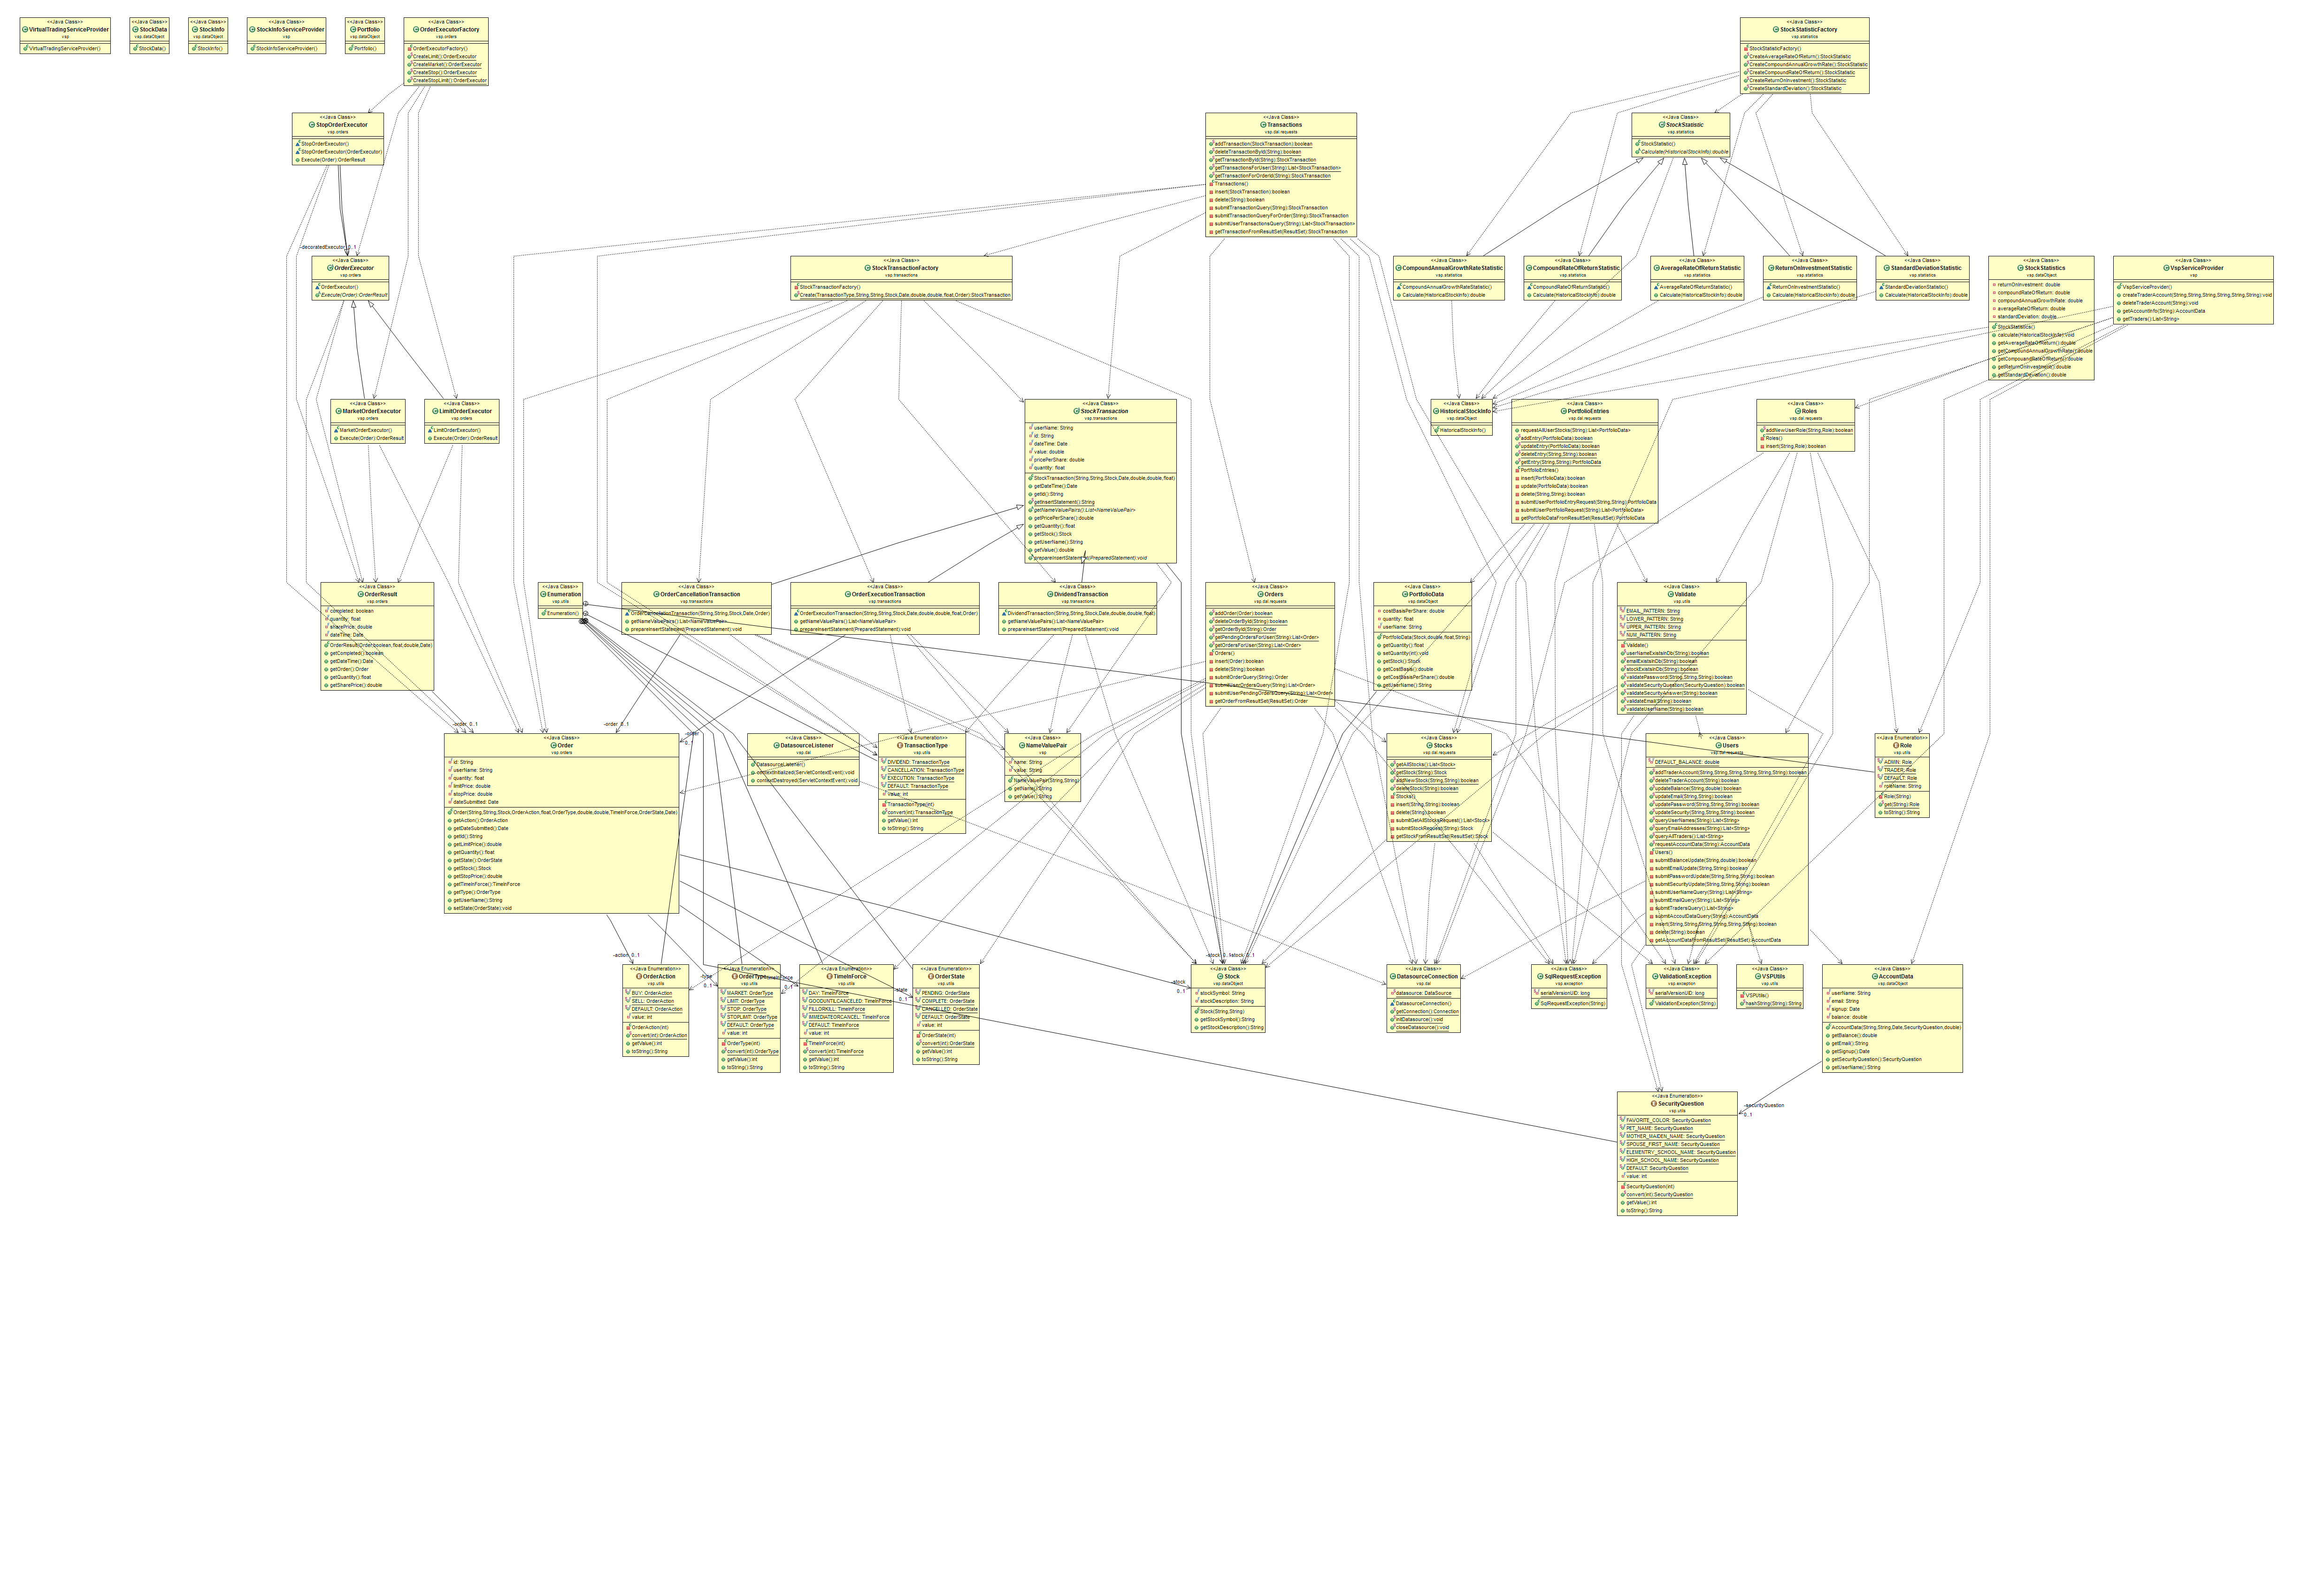 <<Java Class>>
VirtualTradingServiceProvider
vsp
VirtualTradingServiceProvider()
<<Java Class>>
StockData
vsp.dataObject
StockData()
<<Java Class>>
StockInfo
vsp.dataObject
StockInfo()
<<Java Class>>
StockInfoServiceProvider
vsp
StockInfoServiceProvider()
<<Java Class>>
Portfolio
vsp.dataObject
Portfolio()
<<Java Class>>
OrderExecutorFactory
vsp.orders
OrderExecutorFactory()
CreateLimit():OrderExecutor
CreateMarket():OrderExecutor
CreateStop():OrderExecutor
CreateStopLimit():OrderExecutor
<<Java Class>>
StockStatisticFactory
vsp.statistics
StockStatisticFactory()
CreateAverageRateOfReturn():StockStatistic
CreateCompoundAnnualGrowthRate():StockStatistic
CreateCompoundRateOfReturn():StockStatistic
CreateReturnOnInvestment():StockStatistic
CreateStandardDeviation():StockStatistic
<<Java Class>>
StopOrderExecutor
vsp.orders
StopOrderExecutor()
StopOrderExecutor(OrderExecutor)
Execute(Order):OrderResult
<<Java Class>>
Transactions
vsp.dal.requests
addTransaction(StockTransaction):boolean
deleteTransactionById(String):boolean
getTransactionById(String):StockTransaction
getTransactionsForUser(String):List<StockTransaction>
getTransactionForOrderId(String):StockTransaction
Transactions()
insert(StockTransaction):boolean
delete(String):boolean
submitTransactionQuery(String):StockTransaction
submitTransactionQueryForOrder(String):StockTransaction
submitUserTransactionsQuery(String):List<StockTransaction>
getTransactionFromResultSet(ResultSet):StockTransaction
<<Java Class>>
StockStatistic
vsp.statistics
StockStatistic()
Calculate(HistoricalStockInfo):double
-decoratedExecutor 0..1
<<Java Class>>
OrderExecutor
vsp.orders
OrderExecutor()
Execute(Order):OrderResult
<<Java Class>>
StockTransactionFactory
vsp.transactions
StockTransactionFactory()
Create(TransactionType,String,String,Stock,Date,double,double,float,Order):StockTransaction
<<Java Class>>
CompoundAnnualGrowthRateStatistic
vsp.statistics
CompoundAnnualGrowthRateStatistic()
Calculate(HistoricalStockInfo):double
<<Java Class>>
CompoundRateOfReturnStatistic
vsp.statistics
CompoundRateOfReturnStatistic()
Calculate(HistoricalStockInfo):double
<<Java Class>>
AverageRateOfReturnStatistic
vsp.statistics
AverageRateOfReturnStatistic()
Calculate(HistoricalStockInfo):double
<<Java Class>>
ReturnOnInvestmentStatistic
vsp.statistics
ReturnOnInvestmentStatistic()
Calculate(HistoricalStockInfo):double
<<Java Class>>
StandardDeviationStatistic
vsp.statistics
StandardDeviationStatistic()
Calculate(HistoricalStockInfo):double
<<Java Class>>
StockStatistics
vsp.dataObject
returnOnInvestment: double
compoundRateOfReturn: double
compoundAnnualGrowthRate: double
averageRateOfReturn: double
standardDeviation: double
StockStatistics()
calculate(HistoricalStockInfo):void
getAverageRateOfReturn():double
getCompoundAnnualGrowthRate():double
getCompoundRateOfReturn():double
getReturnOnInvestment():double
getStandardDeviation():double
<<Java Class>>
VspServiceProvider
vsp
VspServiceProvider()
createTraderAccount(String,String,String,String,String):void
deleteTraderAccount(String):void
getAccountInfo(String):AccountData
getTraders():List<String>
<<Java Class>>
MarketOrderExecutor
vsp.orders
MarketOrderExecutor()
Execute(Order):OrderResult
<<Java Class>>
LimitOrderExecutor
vsp.orders
LimitOrderExecutor()
Execute(Order):OrderResult
<<Java Class>>
StockTransaction
vsp.transactions
userName: String
id: String
dateTime: Date
value: double
pricePerShare: double
quantity: float
StockTransaction(String,String,Stock,Date,double,double,float)
getDateTime():Date
getId():String
getInsertStatement():String
getNameValuePairs():List<NameValuePair>
getPricePerShare():double
getQuantity():float
getStock():Stock
getUserName():String
getValue():double
prepareInsertStatement(PreparedStatement):void
<<Java Class>>
HistoricalStockInfo
vsp.dataObject
HistoricalStockInfo()
<<Java Class>>
PortfolioEntries
vsp.dal.requests
requestAllUserStocks(String):List<PortfolioData>
addEntry(PortfolioData):boolean
updateEntry(PortfolioData):boolean
deleteEntry(String,String):boolean
getEntry(String,String):PortfolioData
PortfolioEntries()
insert(PortfolioData):boolean
update(PortfolioData):boolean
delete(String,String):boolean
submitUserPortfolioEntryRequest(String,String):PortfolioData
submitUserPortfolioRequest(String):List<PortfolioData>
getPortfolioDataFromResultSet(ResultSet):PortfolioData
<<Java Class>>
Roles
vsp.dal.requests
addNewUserRole(String,Role):boolean
Roles()
insert(String,Role):boolean
<<Java Class>>
OrderResult
vsp.orders
completed: boolean
quantity: float
sharePrice: double
dateTime: Date
OrderResult(Order,boolean,float,double,Date)
getCompleted():boolean
getDateTime():Date
getOrder():Order
getQuantity():float
getSharePrice():double
<<Java Class>>
Enumeration
vsp.utils
Enumeration()
<<Java Class>>
OrderCancellationTransaction
vsp.transactions
OrderCancellationTransaction(String,String,Stock,Date,Order)
getNameValuePairs():List<NameValuePair>
prepareInsertStatement(PreparedStatement):void
<<Java Class>>
OrderExecutionTransaction
vsp.transactions
OrderExecutionTransaction(String,String,Stock,Date,double,double,float,Order)
getNameValuePairs():List<NameValuePair>
prepareInsertStatement(PreparedStatement):void
<<Java Class>>
DividendTransaction
vsp.transactions
DividendTransaction(String,String,Stock,Date,double,double,float)
getNameValuePairs():List<NameValuePair>
prepareInsertStatement(PreparedStatement):void
<<Java Class>>
Orders
vsp.dal.requests
addOrder(Order):boolean
deleteOrderById(String):boolean
getOrderById(String):Order
getPendingOrdersForUser(String):List<Order>
getOrdersForUser(String):List<Order>
Orders()
insert(Order):boolean
delete(String):boolean
submitOrderQuery(String):Order
submitUserOrdersQuery(String):List<Order>
submitUserPendingOrdersQuery(String):List<Order>
getOrderFromResultSet(ResultSet):Order
<<Java Class>>
PortfolioData
vsp.dataObject
costBasisPerShare: double
quantity: float
userName: String
PortfolioData(Stock,double,float,String)
getQuantity():float
setQuantity(int):void
getStock():Stock
getCostBasis():double
getCostBasisPerShare():double
getUserName():String
<<Java Class>>
Validate
vsp.utils
EMAIL_PATTERN: String
LOWER_PATTERN: String
UPPER_PATTERN: String
NUM_PATTERN: String
Validate()
userNameExistsInDb(String):boolean
emailExistsInDb(String):boolean
stockExistsInDb(String):boolean
validatePassword(String,String,String):boolean
validateSecurityQuestion(SecurityQuestion):boolean
validateSecurityAnswer(String):boolean
validateEmail(String):boolean
validateUserName(String):boolean
-order 0..1
-order 0..1
-order
0..1
<<Java Class>>
Order
vsp.orders
id: String
userName: String
quantity: float
limitPrice: double
stopPrice: double
dateSubmitted: Date
Order(String,String,Stock,OrderAction,float,OrderType,double,double,TimeInForce,OrderState,Date)
getAction():OrderAction
getDateSubmitted():Date
getId():String
getLimitPrice():double
getQuantity():float
getState():OrderState
getStock():Stock
getStopPrice():double
getTimeInForce():TimeInForce
getType():OrderType
getUserName():String
setState(OrderState):void
<<Java Class>>
DatasourceListener
vsp.dal
DatasourceListener()
contextInitialized(ServletContextEvent):void
contextDestroyed(ServletContextEvent):void
<<Java Enumeration>>
TransactionType
vsp.utils
DIVIDEND: TransactionType
CANCELLATION: TransactionType
EXECUTION: TransactionType
DEFAULT: TransactionType
value: int
TransactionType(int)
convert(int):TransactionType
getValue():int
toString():String
<<Java Class>>
NameValuePair
vsp
name: String
value: String
NameValuePair(String,String)
getName():String
getValue():String
<<Java Class>>
Stocks
vsp.dal.requests
getAllStocks():List<Stock>
getStock(String):Stock
addNewStock(String,String):boolean
deleteStock(String):boolean
Stocks()
insert(String,String):boolean
delete(String):boolean
submitGetAllStocksRequest():List<Stock>
submitStockRequest(String):Stock
getStockFromResultSet(ResultSet):Stock
<<Java Class>>
Users
vsp.dal.requests
DEFAULT_BALANCE: double
addTraderAccount(String,String,String,String,String):boolean
deleteTraderAccount(String):boolean
updateBalance(String,double):boolean
updateEmail(String,String):boolean
updatePassword(String,String,String):boolean
updateSecurity(String,String,String):boolean
queryUserNames(String):List<String>
queryEmailAddresses(String):List<String>
queryAllTraders():List<String>
requestAccountData(String):AccountData
Users()
submitBalanceUpdate(String,double):boolean
submitEmailUpdate(String,String):boolean
submitPasswordUpdate(String,String,String):boolean
submitSecurityUpdate(String,String,String):boolean
submitUserNameQuery(String):List<String>
submitEmailQuery(String):List<String>
submitTradersQuery():List<String>
submitAccoutDataQuery(String):AccountData
insert(String,String,String,String,String):boolean
delete(String):boolean
getAccountDataFromResultSet(ResultSet):AccountData
<<Java Enumeration>>
Role
vsp.utils
ADMIN: Role
TRADER: Role
DEFAULT: Role
roleName: String
Role(String)
get(String):Role
toString():String
-action 0..1
<<Java Enumeration>>
OrderAction
vsp.utils
BUY: OrderAction
SELL: OrderAction
DEFAULT: OrderAction
value: int
OrderAction(int)
convert(int):OrderAction
getValue():int
toString():String
-type
0..1
<<Java Enumeration>>
OrderType
vsp.utils
MARKET: OrderType
LIMIT: OrderType
STOP: OrderType
STOPLIMIT: OrderType
DEFAULT: OrderType
value: int
OrderType(int)
convert(int):OrderType
getValue():int
toString():String
-timeInForce
0..1
<<Java Enumeration>>
TimeInForce
vsp.utils
DAY: TimeInForce
GOODUNTILCANCELED: TimeInForce
FILLORKILL: TimeInForce
IMMEDIATEORCANCEL: TimeInForce
DEFAULT: TimeInForce
value: int
TimeInForce(int)
convert(int):TimeInForce
getValue():int
toString():String
-state
0..1
<<Java Enumeration>>
OrderState
vsp.utils
PENDING: OrderState
COMPLETE: OrderState
CANCELLED: OrderState
DEFAULT: OrderState
value: int
OrderState(int)
convert(int):OrderState
getValue():int
toString():String
-stock
0..1
-stock 0..1
<<Java Class>>
Stock
vsp.dataObject
stockSymbol: String
stockDescription: String
Stock(String,String)
getStockSymbol():String
getStockDescription():String
<<Java Class>>
DatasourceConnection
vsp.dal
datasource: DataSource
DatasourceConnection()
getConnection():Connection
initDatasource():void
closeDatasource():void
<<Java Class>>
SqlRequestException
vsp.exception
serialVersionUID: long
SqlRequestException(String)
<<Java Class>>
ValidationException
vsp.exception
serialVersionUID: long
ValidationException(String)
<<Java Class>>
VSPUtils
vsp.utils
VSPUtils()
hashString(String):String
<<Java Class>>
AccountData
vsp.dataObject
userName: String
email: String
signup: Date
balance: double
AccountData(String,String,Date,SecurityQuestion,double)
getBalance():double
getEmail():String
getSignup():Date
getSecurityQuestion():SecurityQuestion
getUserName():String
-securityQuestion
0..1
<<Java Enumeration>>
SecurityQuestion
vsp.utils
FAVORITE_COLOR: SecurityQuestion
PET_NAME: SecurityQuestion
MOTHER_MAIDEN_NAME: SecurityQuestion
SPOUSE_FIRST_NAME: SecurityQuestion
ELEMENTRY_SCHOOL_NAME: SecurityQuestion
HIGH_SCHOOL_NAME: SecurityQuestion
DEFAULT: SecurityQuestion
value: int
SecurityQuestion(int)
convert(int):SecurityQuestion
getValue():int
toString():String